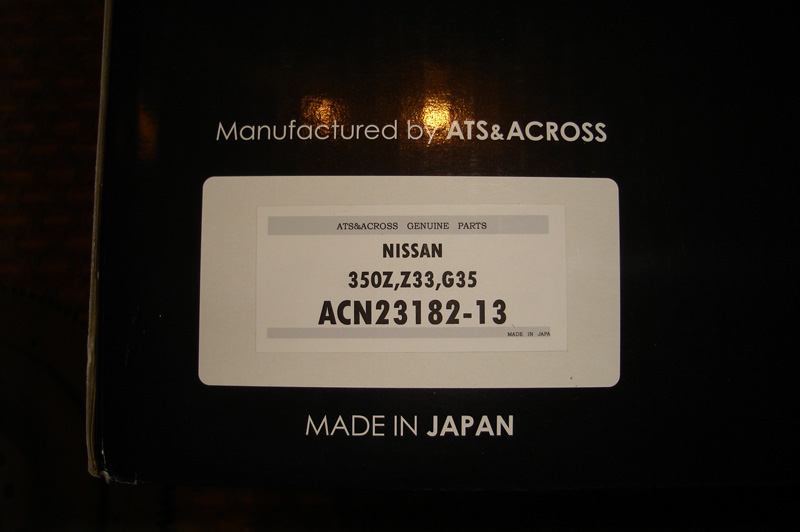 Manufactured by ATS&ACROSS
ATS&ACROSS GENUINE PARTS
NISSAN
350Z,Z33,G35
ACN23182-13
MADE IN JAPA
MADE IN JAPAN